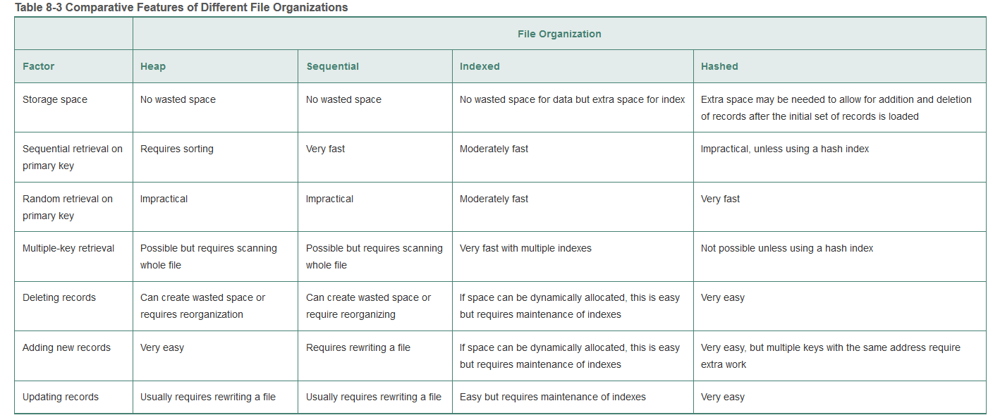 Table 8-3 Comparative Features of Different File Organizations
File Organization
Factor Heap Sequential Indexed Hashed
Storage space No wasted space No wasted space No wasted space for data but extra space for index Extra space may be needed to allow for addition and deletion
of records after the initial set of records is loaded
Sequential retrieval on Requires sorting Very fast Moderately fast Impractical, unless using a hash index
primary key
Random retrieval on Impractical Impractical Moderately fast Very fast
primary key
Multiple-key retrieval Possible but requires scanning Possible but requires scanning Very fast with multiple indexes Not possible unless using a hash index
whole file whole file
Deleting records Can create wasted space or Can create wasted space or If space can be dynamically allocated, this is easy Very easy
requires reorganization require reorganizing but requires maintenance of indexes
Adding new records Very easy Requires rewriting a file If space can be dynamically allocated, this is easy Very easy, but multiple keys with the same address require
but requires maintenance of indexes extra work
Updating records Usually requires rewriting a file Usually requires rewriting a file Easy but requires maintenance of indexes Very easy